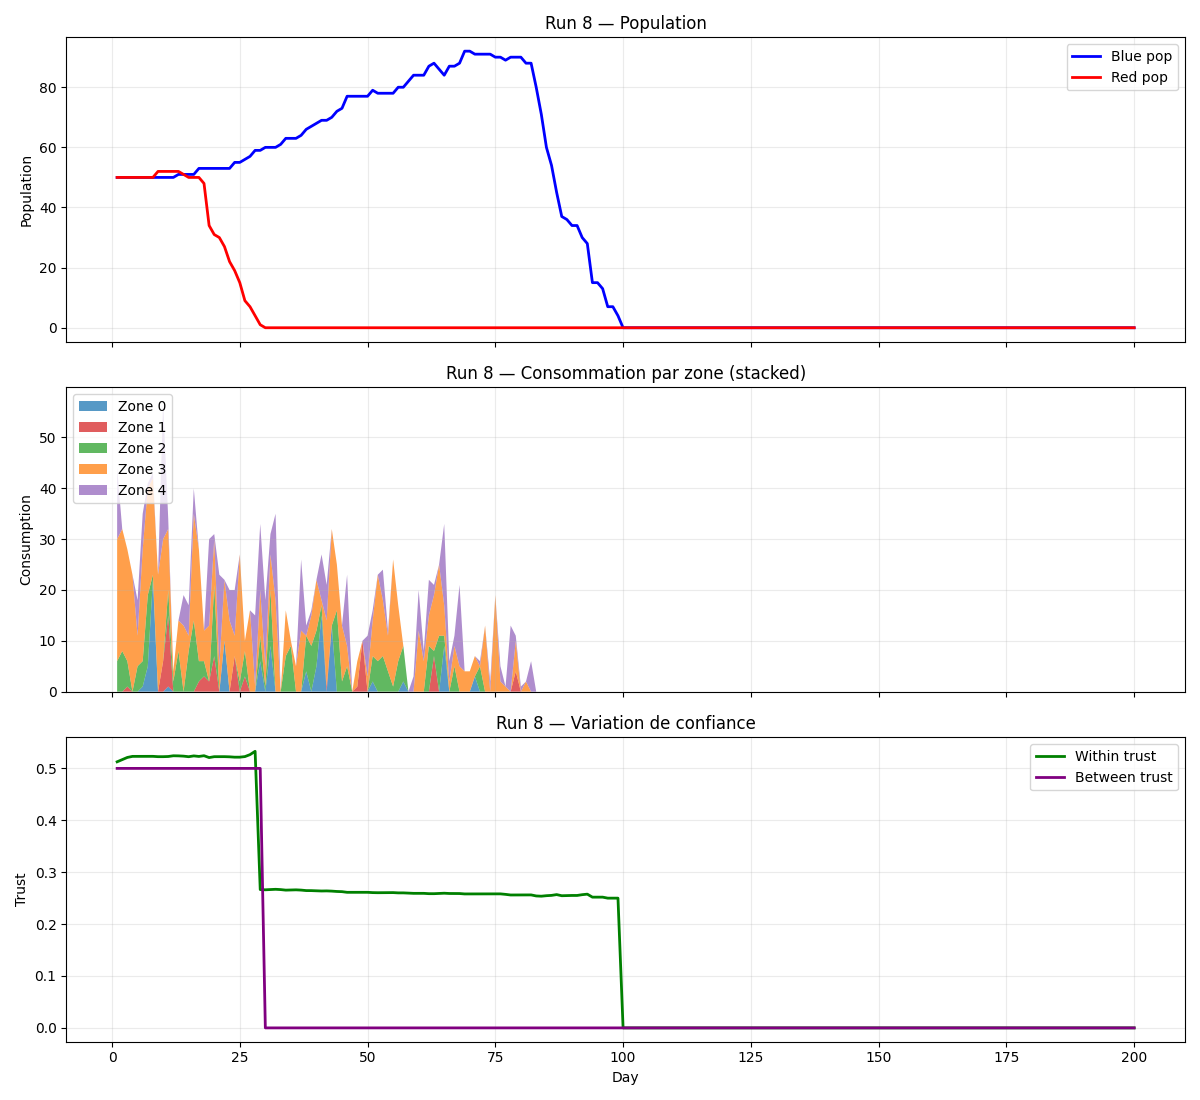 Run 8 — Population
Population
80
60
40
20
0
Blue pop
Red pop
Run 8 — Consommation par zone (stacked)
Consumption
50
40
30
20
10
0
Zone 0
Zone 1
Zone 2
Zone 3
Zone 4
Run 8 — Variation de confiance
Trust
0.5
0.4
0.3
0.2
0.1
0.0
Within trust
Between trust
0 25 50 75 100 125 150 175 200
Day